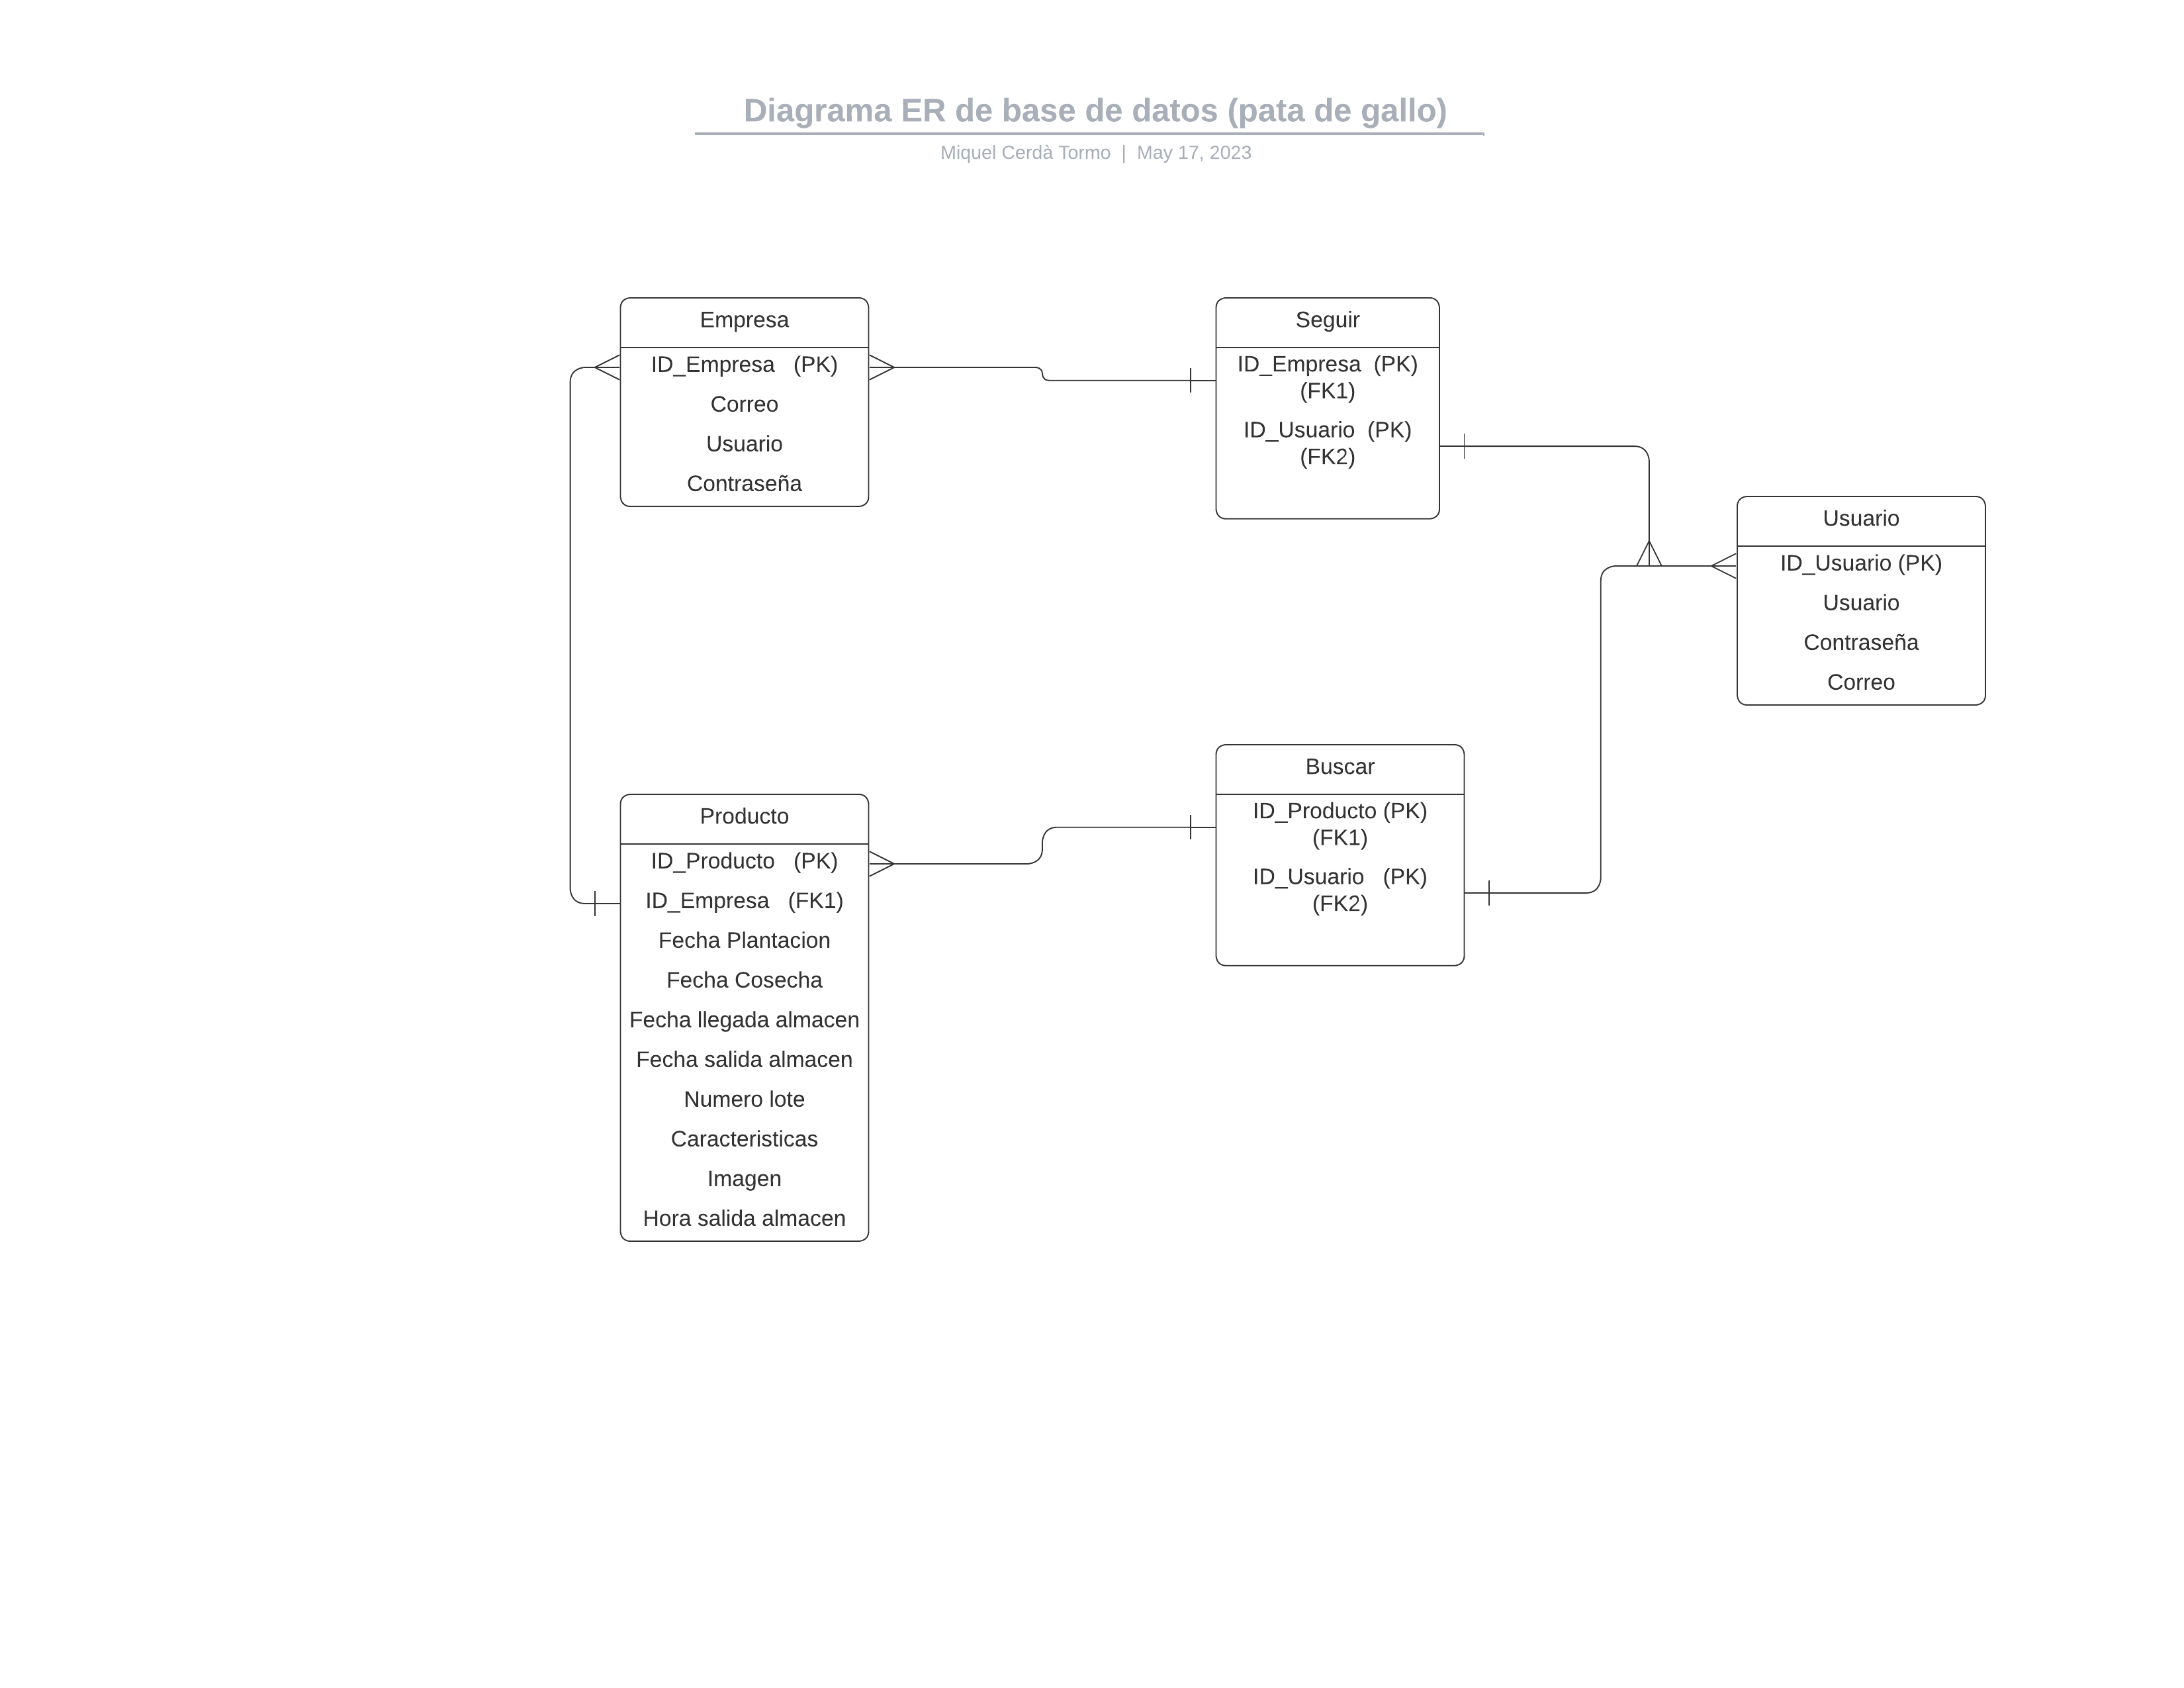 Diagrama ER de base de datos (pata de gallo)
Miquel Cerdà Tormo | May 17, 2023
Empresa
ID_Empresa (PK)
Correo
Usuario
Contraseña
Seguir
ID_Empresa (PK)
(FK1)
ID_Usuario (PK)
(FK2)
Usuario
ID_Usuario (PK)
Usuario
Contraseña
Correo
Producto
ID_Producto (PK)
ID_Empresa (FK1)
Fecha Plantacion
Fecha Cosecha
Fecha llegada almacen
Fecha salida almacen
Numero lote
Caracteristicas
Imagen
Hora salida almacen
Buscar
ID_Producto (PK)
(FK1)
ID_Usuario (PK)
(FK2)